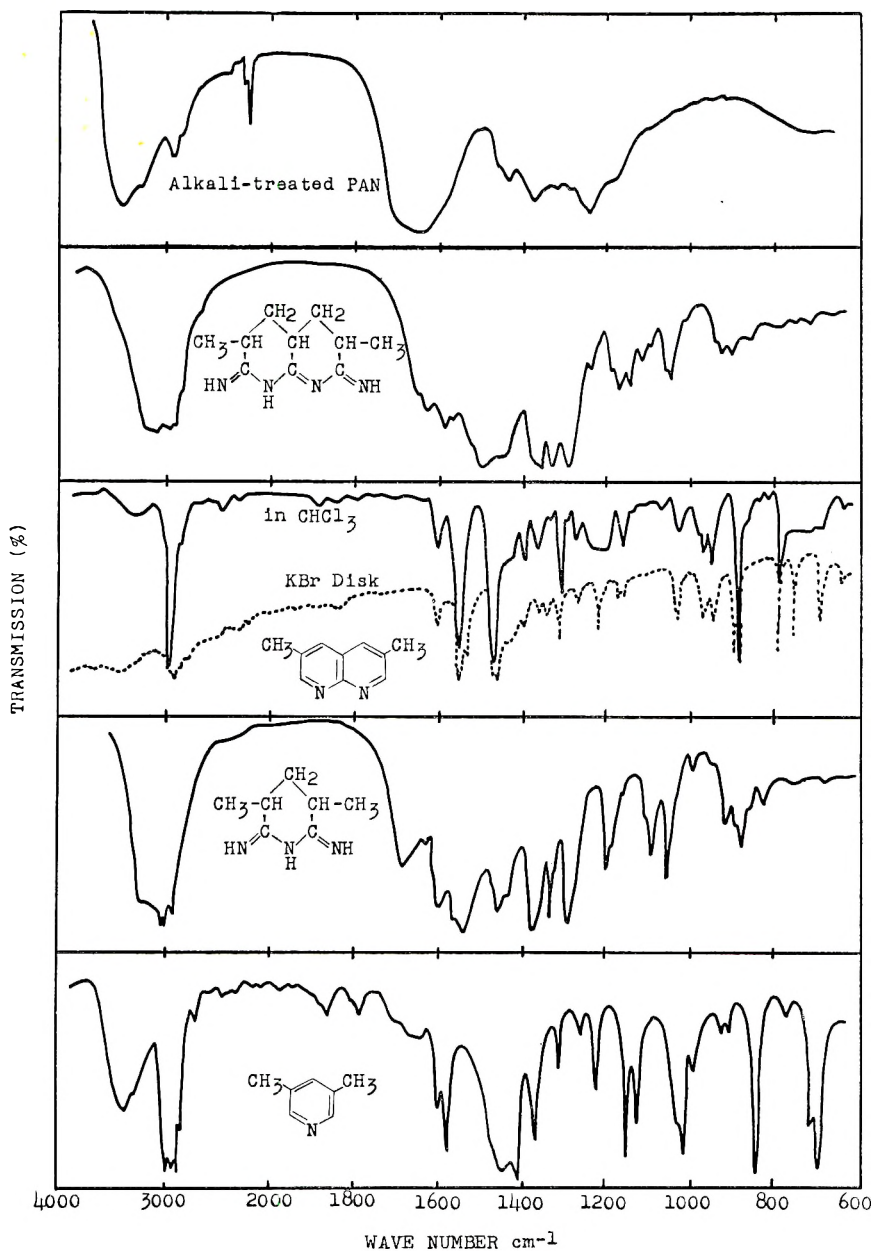 Alkali-treated PAN
CH2 CH2
CH3-CH CH CH-CH3
HN=C N C N C=NH
H
in CHCl3
KBr Disk
CH3 CH3
N N
CH2
CH3-CH CH-CH3
HN=C N C=NH
H
CH3 CH3
N
TRANSMISSION (%)
4000 3000 2000 1800 1600 1400 1200 1000 800 600
WAVE NUMBER cm-1